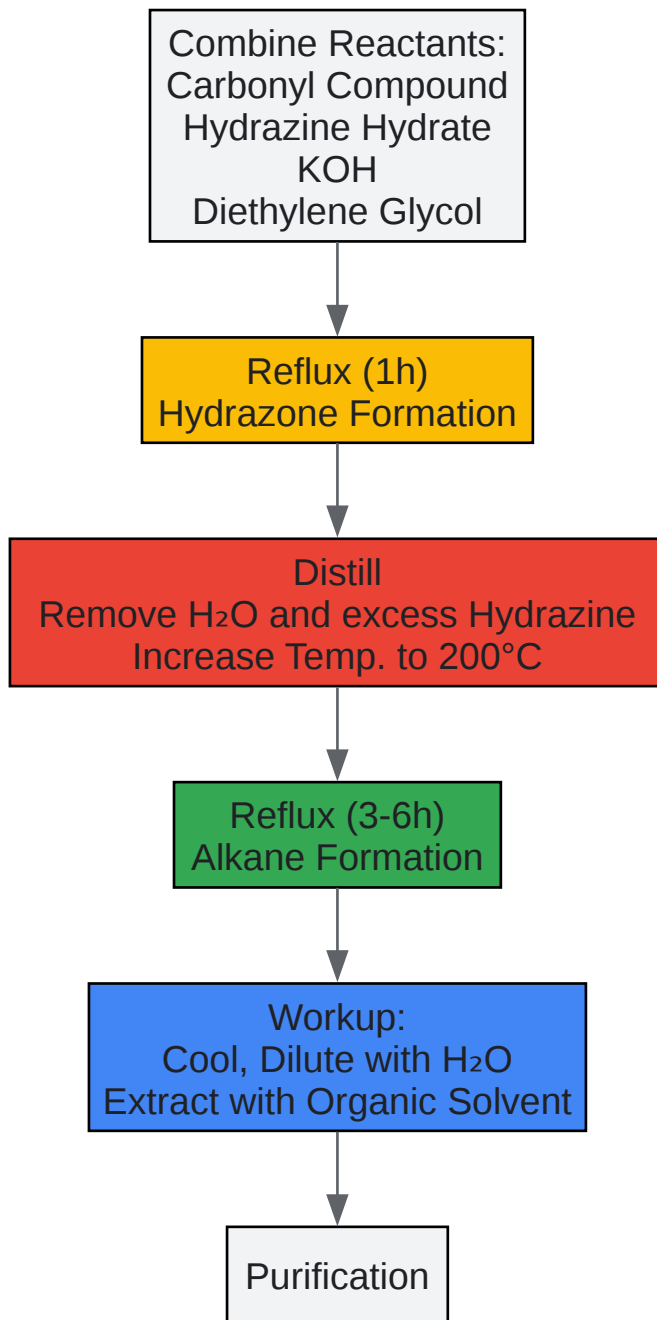 Combine Reactants:
Carbonyl Compound
Hydrazine Hydrate
KOH
Diethylene Glycol
Reflux (1h)
Hydrazone Formation
Distill
Remove H₂O and excess Hydrazine
Increase Temp. to 200°C
Reflux (3-6h)
Alkane Formation
Workup:
Cool, Dilute with H₂O
Extract with Organic Solvent
Purification